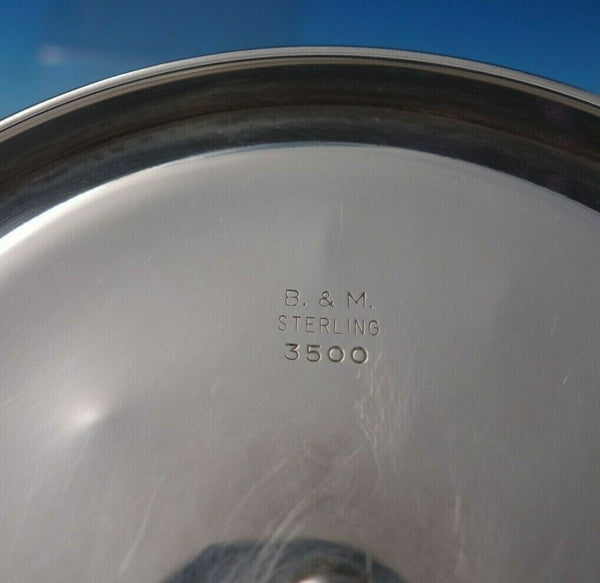 B. & M.
STERLING
3500